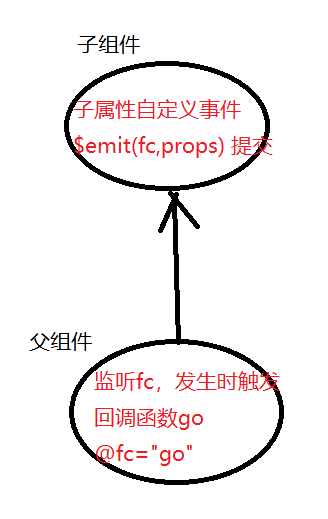 子组件
子属性自定义事件
$emit(fc,props) 提交
父组件
监听fc，发生时触发
回调函数go
@fc="go"